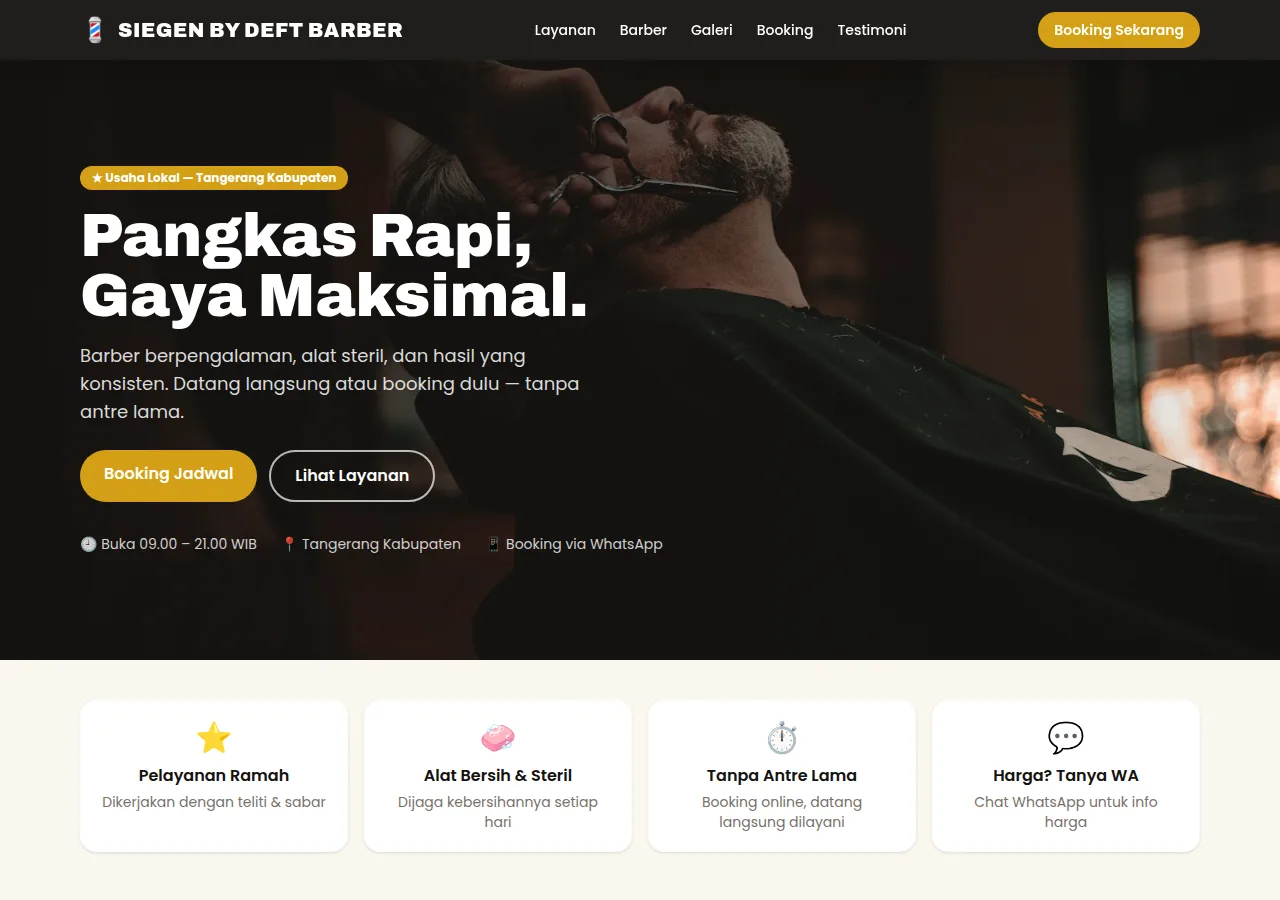 SIEGEN BY DEFT BARBER
Layanan
Barber
Galeri
Booking
Testimoni
Booking Sekarang
★ Usaha Lokal — Tangerang Kabupaten
Pangkas Rapi,
Gaya Maksimal.
Barber berpengalaman, alat steril, dan hasil yang
konsisten. Datang langsung atau booking dulu — tanpa
antre lama.
Booking Jadwal
Lihat Layanan
Buka 09.00 – 21.00 WIB
Tangerang Kabupaten
Booking via WhatsApp
Pelayanan Ramah
Dikerjakan dengan teliti & sabar
Alat Bersih & Steril
Dijaga kebersihannya setiap
hari
Tanpa Antre Lama
Booking online, datang
langsung dilayani
Harga? Tanya WA
Chat WhatsApp untuk info
harga